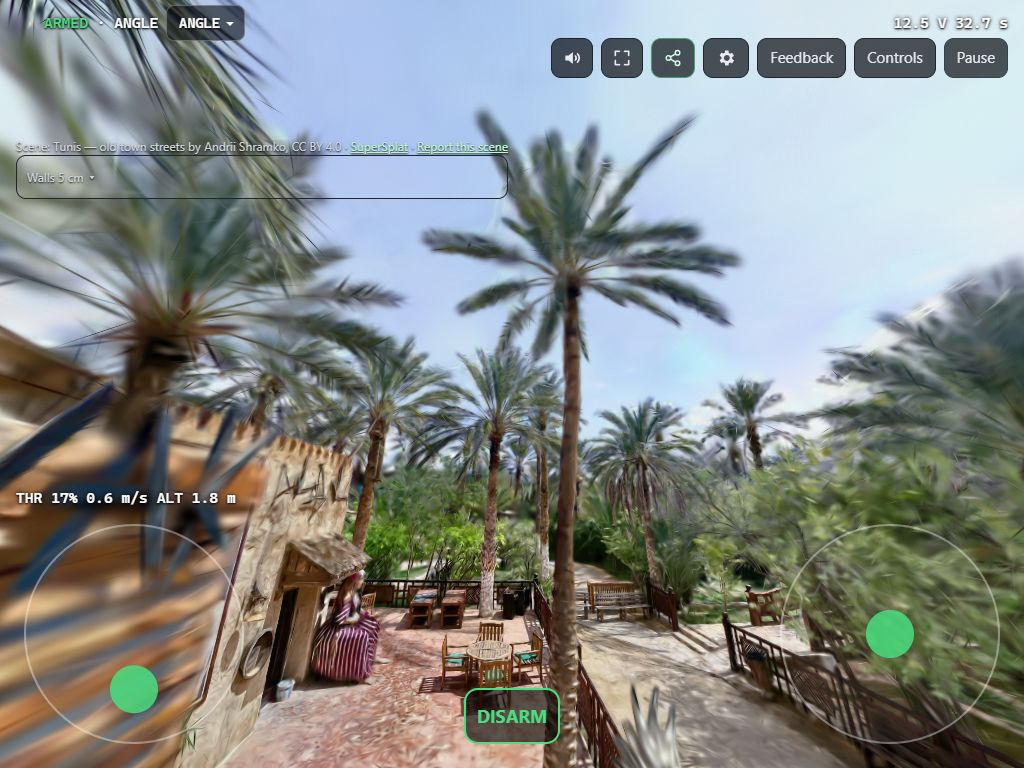 ARMED · ANGLE ANGLE
12.5 V 32.7 s
Feedback Controls Pause
Scene: Tunis — old town streets by Andrii Shramko, CC BY 4.0 · SuperSplat · Report this scene
Walls 5 cm
THR 17% 0.6 m/s ALT 1.8 m
DISARM